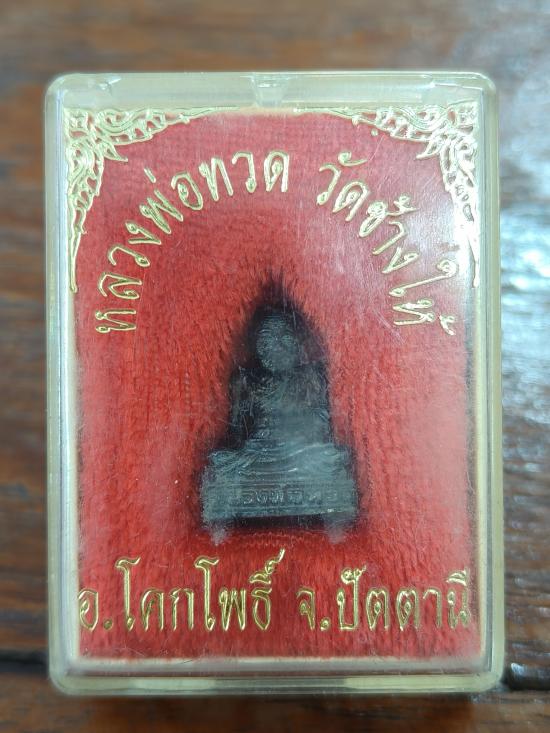 หลวงพ่อทวด วัดช้างให้
อ.โคกโพธิ์ จ.ปัตตานี